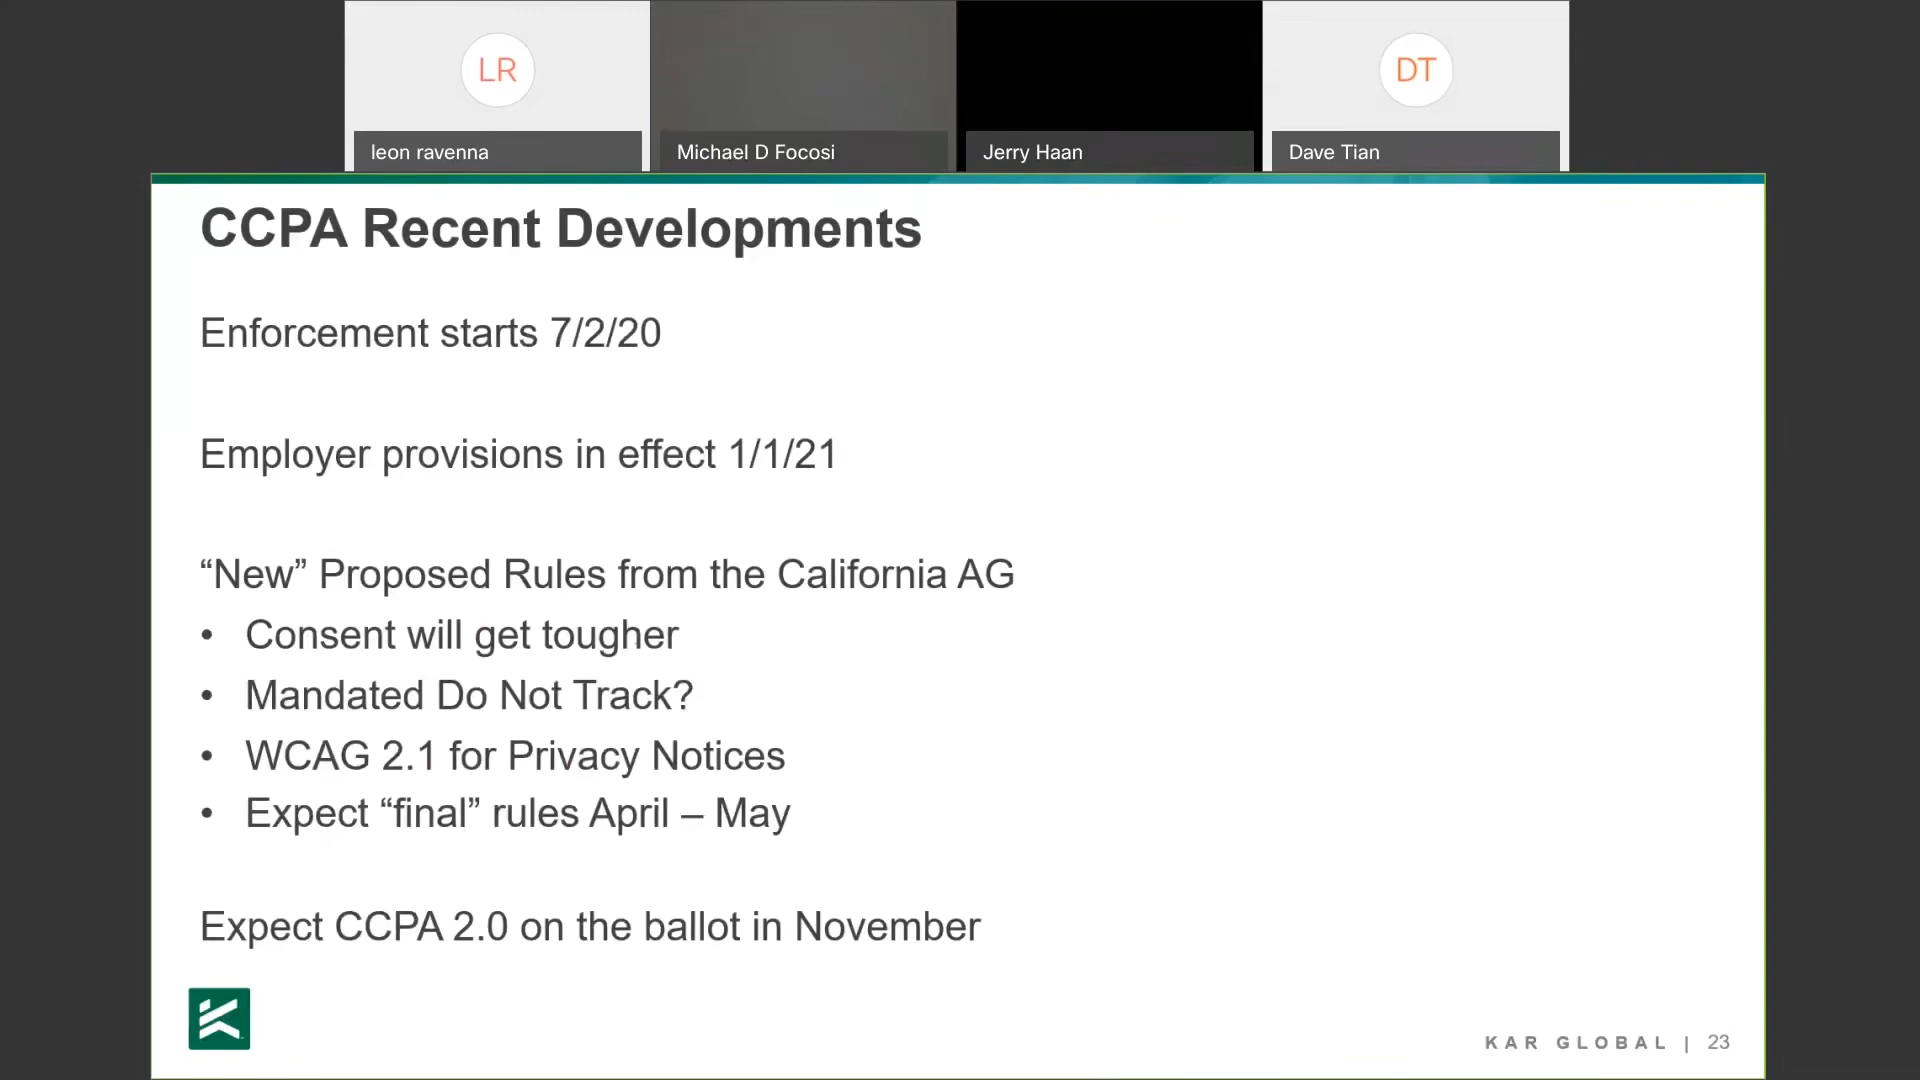 LR
DT
leon ravenna
Michael D Focosi
Jerry Haan
Dave Tian
CCPA Recent Developments
Enforcement starts 7/2/20
Employer provisions in effect 1/1/21
“New” Proposed Rules from the California AG
• Consent will get tougher
• Mandated Do Not Track?
• WCAG 2.1 for Privacy Notices
• Expect “final” rules April – May
Expect CCPA 2.0 on the ballot in November
KAR GLOBAL | 23